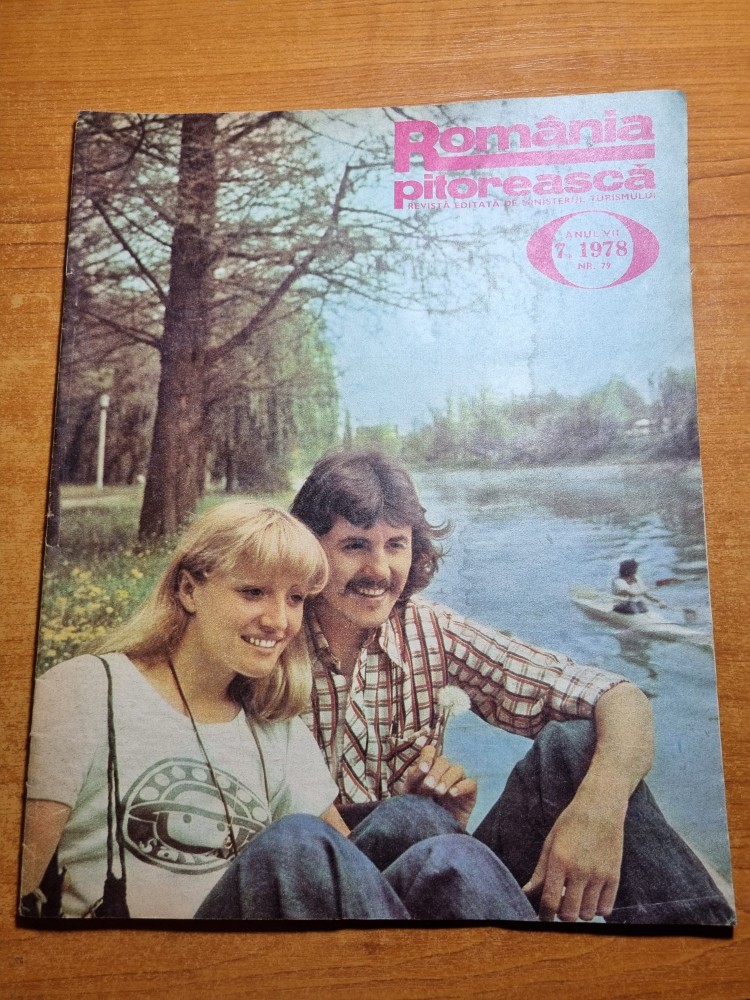 România
pitorească
REVISTĂ EDITATĂ DE MINISTERUL TURISMULUI
ANUL VII
7, 1978
NR. 79